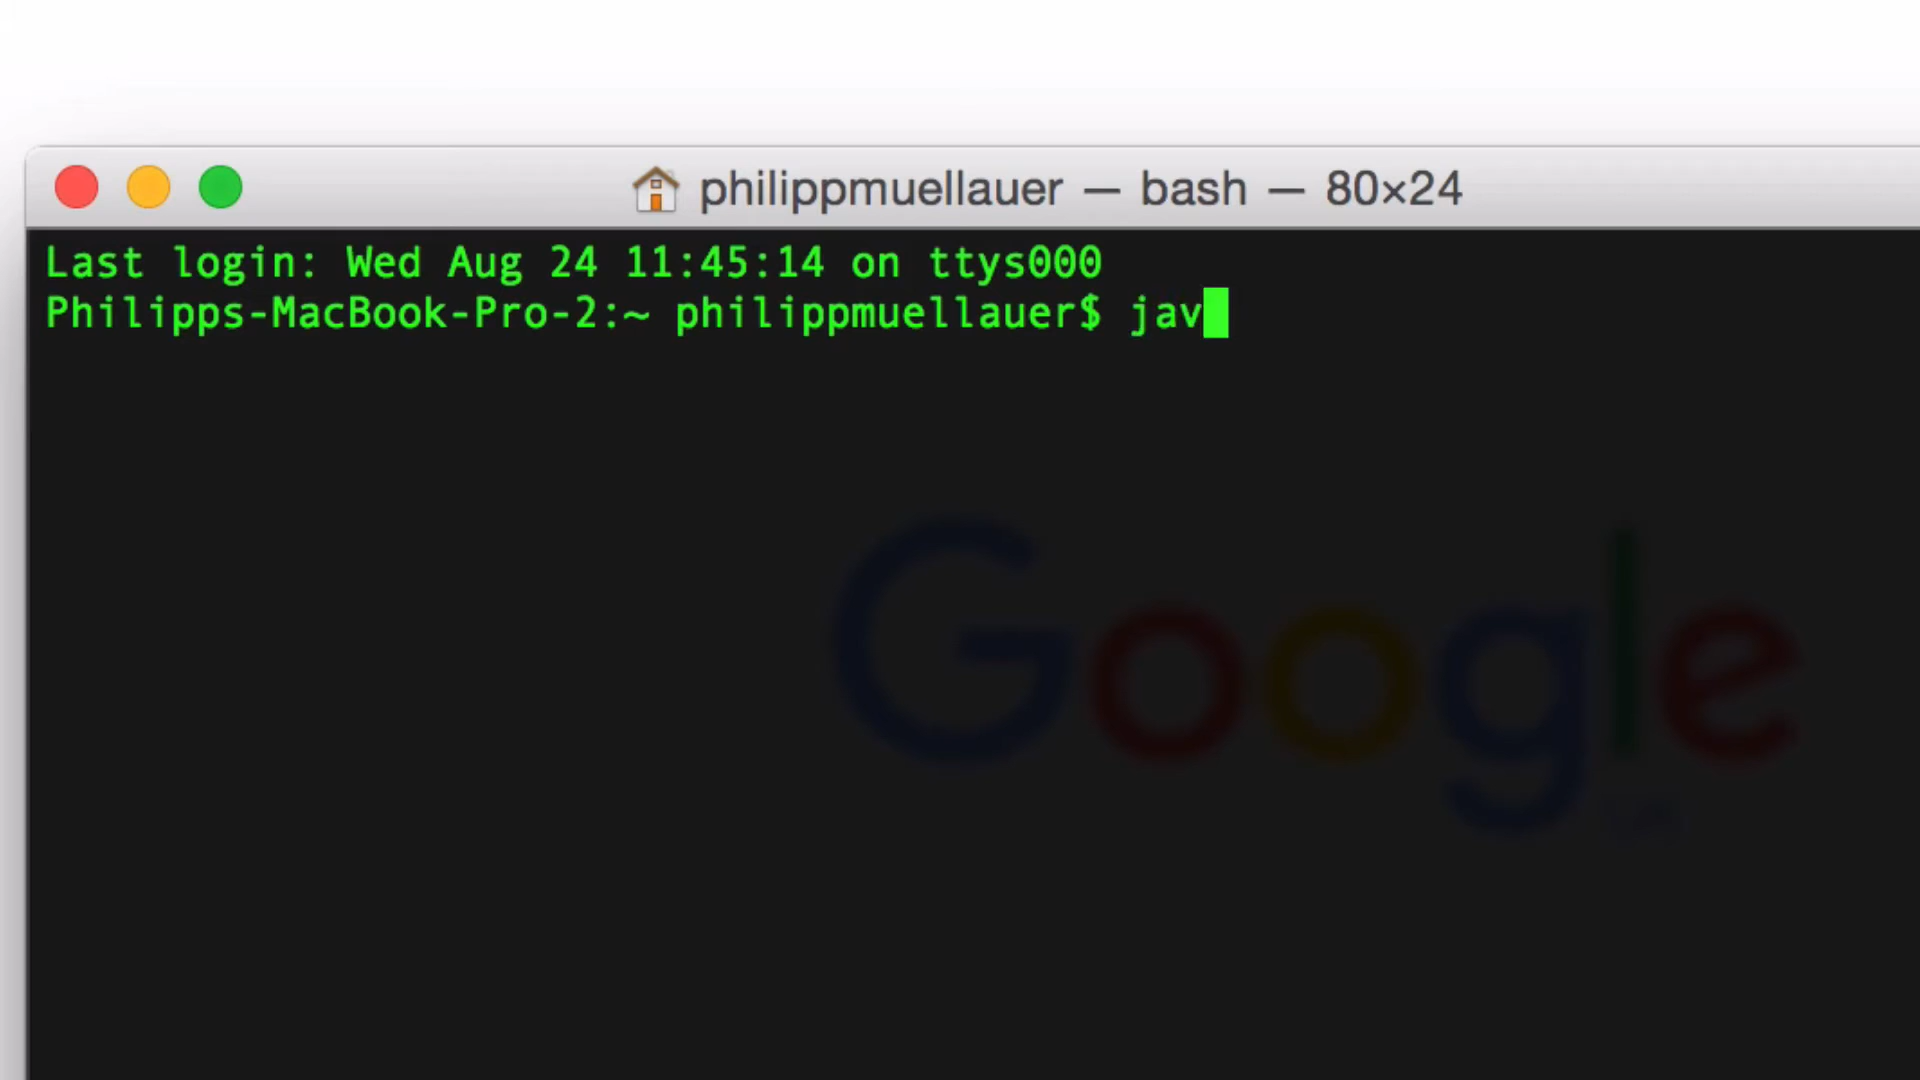 philippmuellauer — bash — 80×24
Last login: Wed Aug 24 11:45:14 on ttys000
Philipps-MacBook-Pro-2:~ philippmuellauer$ jav
Google